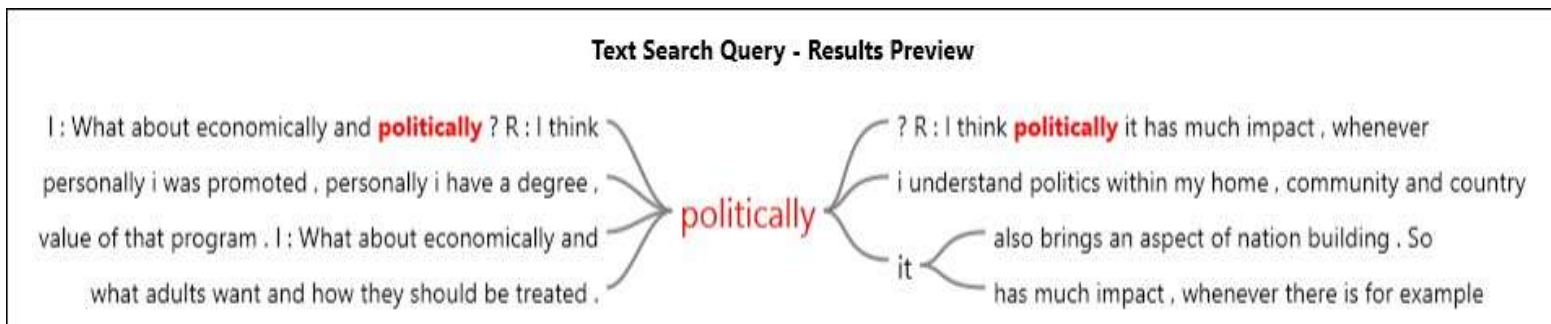 Text Search Query - Results Preview
I : What about economically and politically ? R : I think
personally i was promoted , personally i have a degree ,
value of that program . I : What about economically and
what adults want and how they should be treated .
politically
? R : I think politically it has much impact , whenever
i understand politics within my home , community and country
it
also brings an aspect of nation building . So
has much impact , whenever there is for example